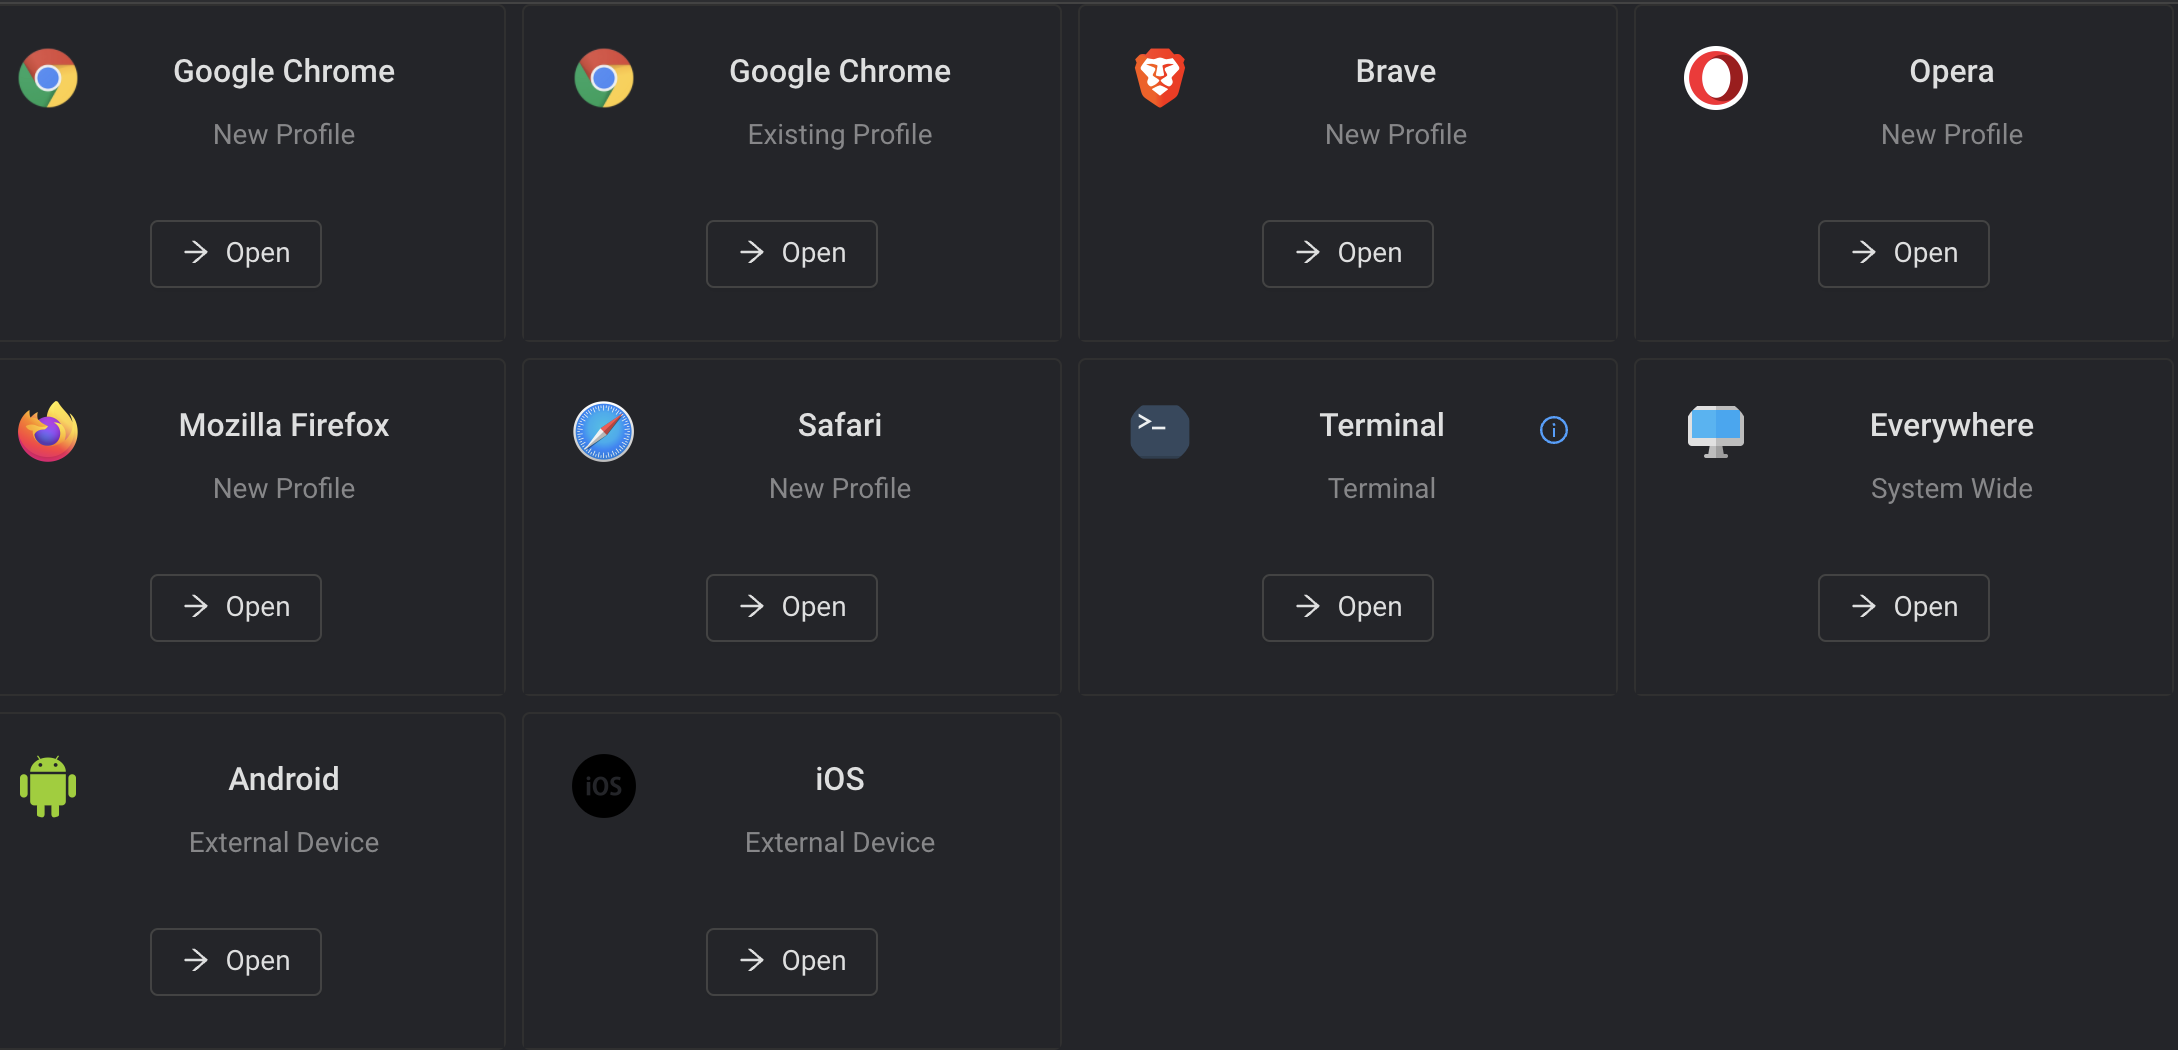 Google Chrome
New Profile
Open
Google Chrome
Existing Profile
Open
Brave
New Profile
Open
Opera
New Profile
Open
Mozilla Firefox
New Profile
Open
Safari
New Profile
Open
>_
Terminal
Terminal
Open
Everywhere
System Wide
Open
Android
External Device
Open
iOS
iOS
External Device
Open